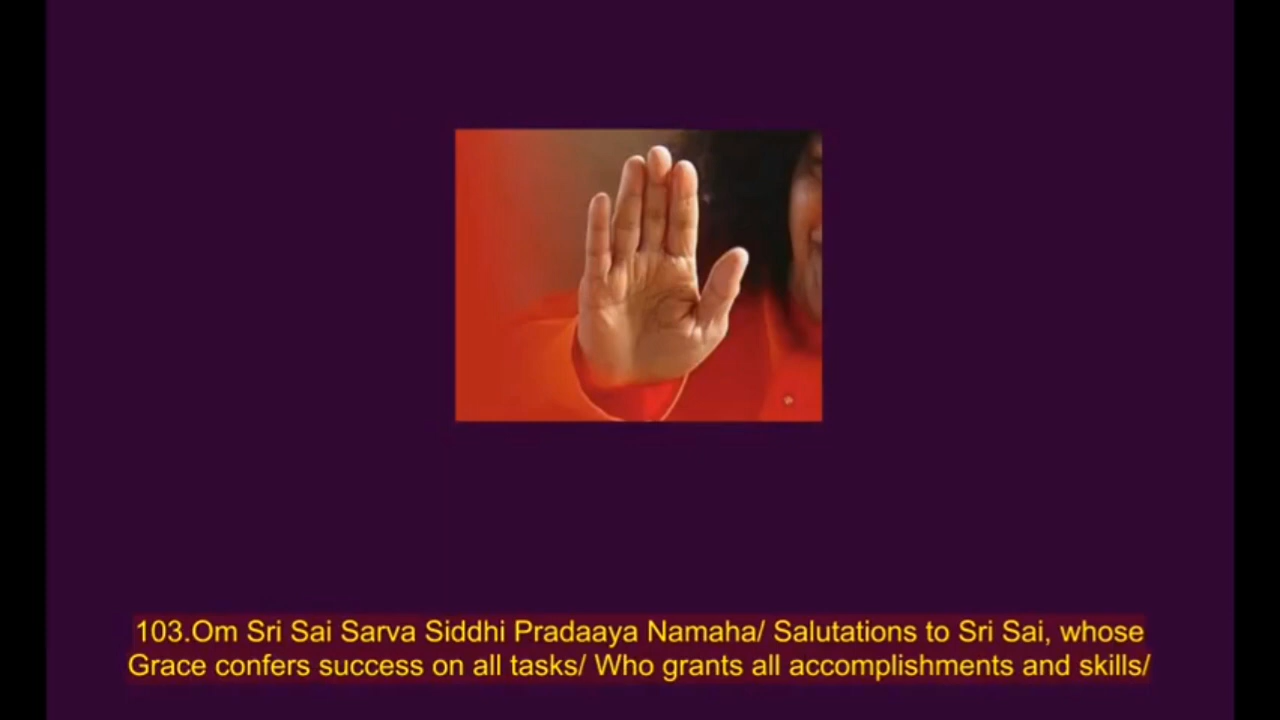 103.Om Sri Sai Sarva Siddhi Pradaaya Namaha/ Salutations to Sri Sai, whose
Grace confers success on all tasks/ Who grants all accomplishments and skills/